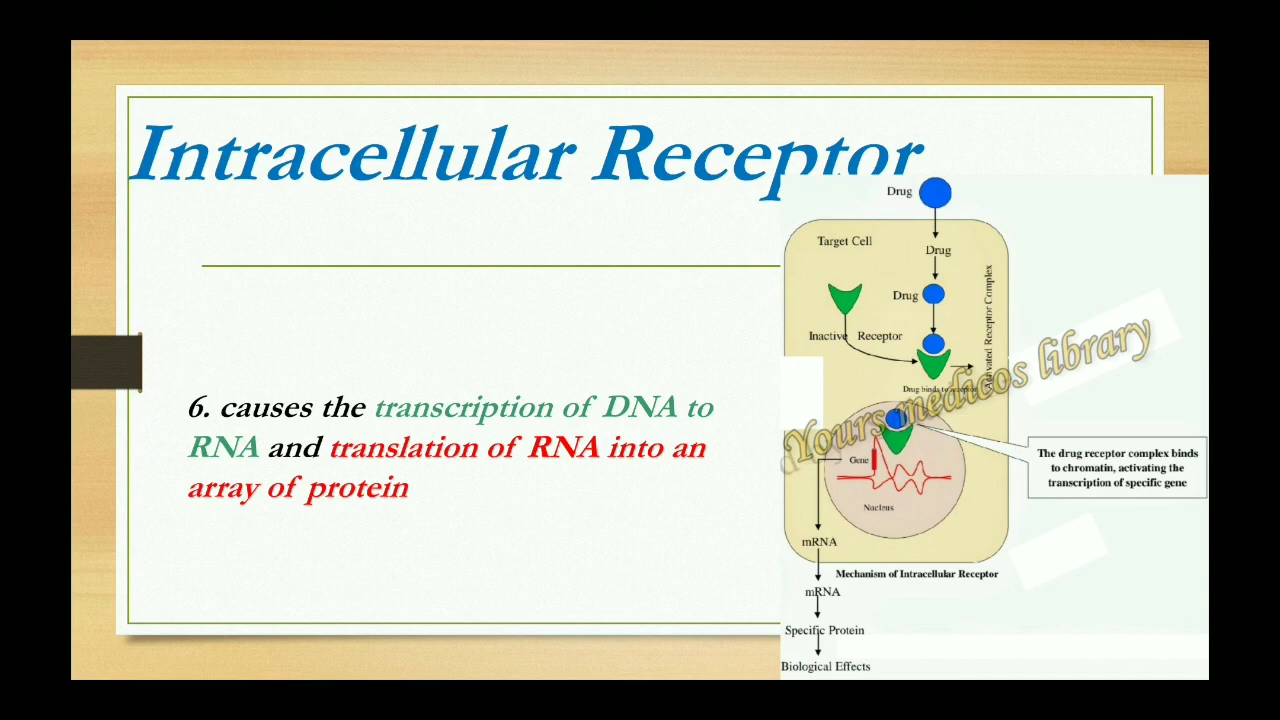 Intracellular Receptor
6. causes the transcription of DNA to
RNA and translation of RNA into an
array of protein
Drug
Target Cell
Drug
Drug
Inactive Receptor
Activated Receptor Complex
Drug binds to receptor
Yours medicos library
Gene
Nucleus
The drug receptor complex binds
to chromatin, activating the
transcription of specific gene
mRNA
Mechanism of Intracellular Receptor
mRNA
Specific Protein
Biological Effects